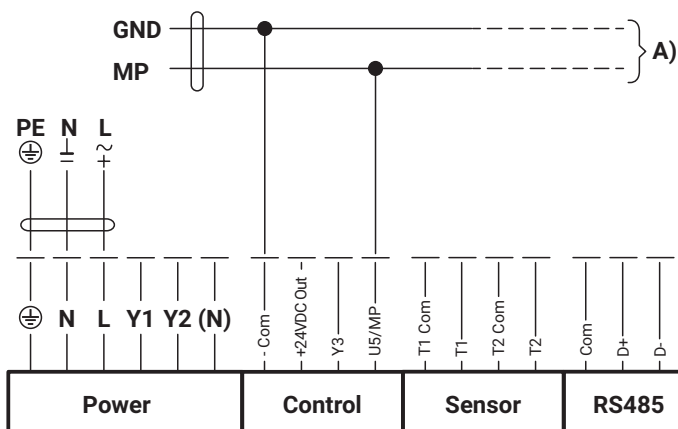 GND
A)
MP
PE N L
N L Y1 Y2 (N)
- Com
+24VDC Out
Y3
U5/MP
T1 Com
T1
T2 Com
T2
Com
D+
D-
Power Control Sensor RS485